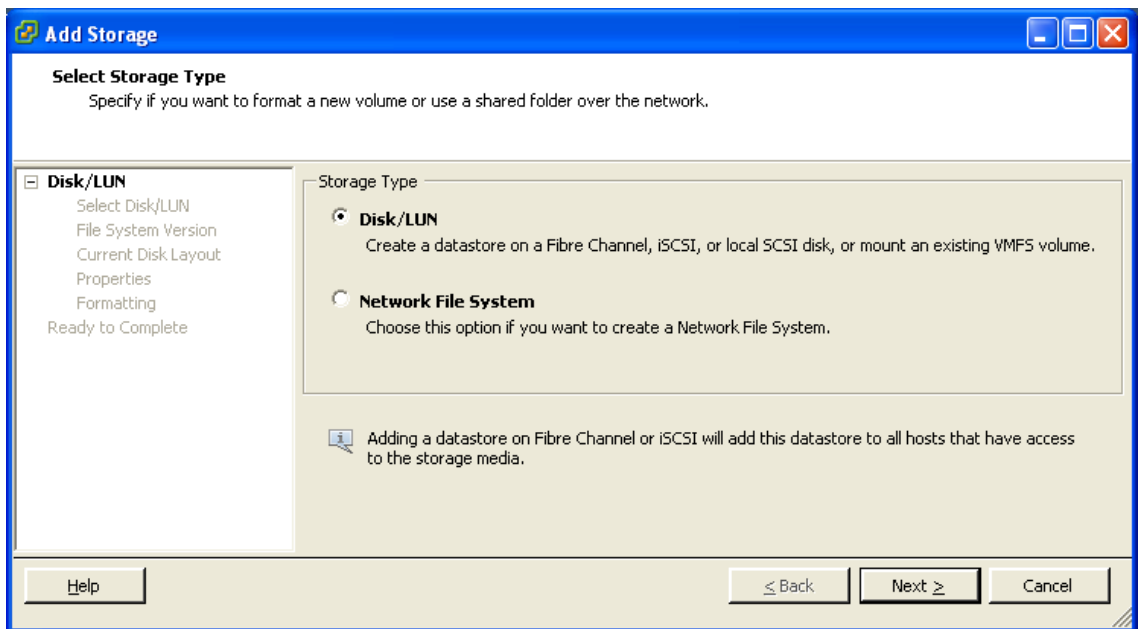 Add Storage
Select Storage Type
Specify if you want to format a new volume or use a shared folder over the network.
Disk/LUN
Select Disk/LUN
File System Version
Current Disk Layout
Properties
Formatting
Ready to Complete
Storage Type
Disk/LUN
Create a datastore on a Fibre Channel, iSCSI, or local SCSI disk, or mount an existing VMFS volume.
Network File System
Choose this option if you want to create a Network File System.
Adding a datastore on Fibre Channel or iSCSI will add this datastore to all hosts that have access
to the storage media.
Help
≤ Back
Next ≥
Cancel